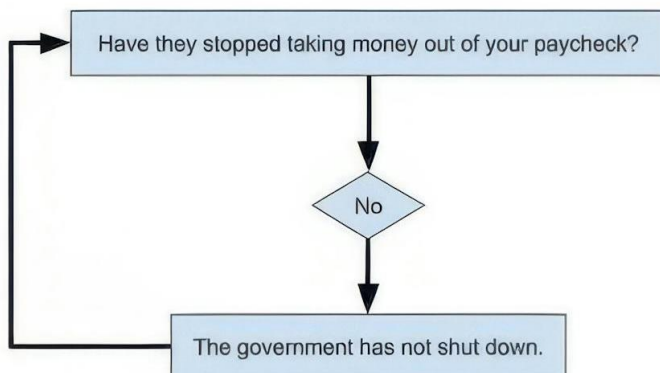 Have they stopped taking money out of your paycheck?
No
The government has not shut down.